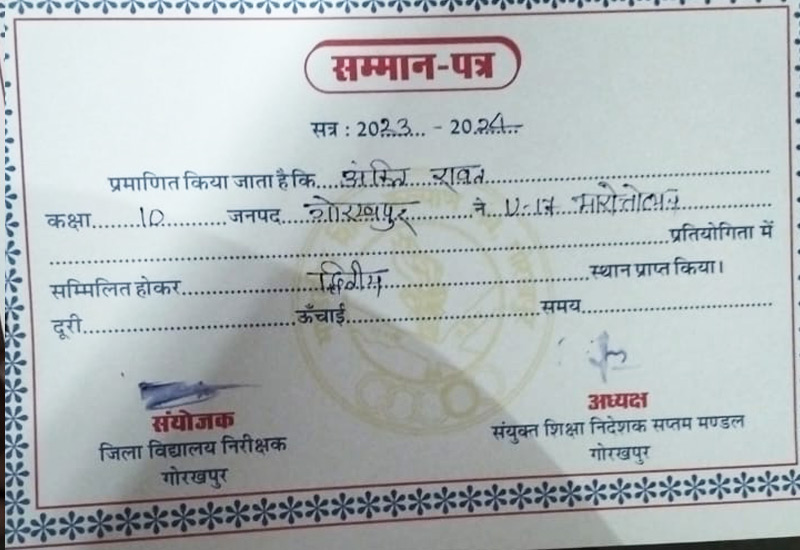 सम्मान-पत्र
सत्र : 2023... - 2024
प्रमाणित किया जाता है कि.... रावत
कक्षा......10.........जनपद....गोरखपुर........ने U-17 भारोत्तोलन
प्रतियोगिता में
सम्मिलित होकर............द्वितीय............स्थान प्राप्त किया।
दूरी............ऊँचाई............समय............
संयोजक
जिला विद्यालय निरीक्षक
गोरखपुर
अध्यक्ष
संयुक्त शिक्षा निदेशक सप्तम मण्डल
गोरखपुर